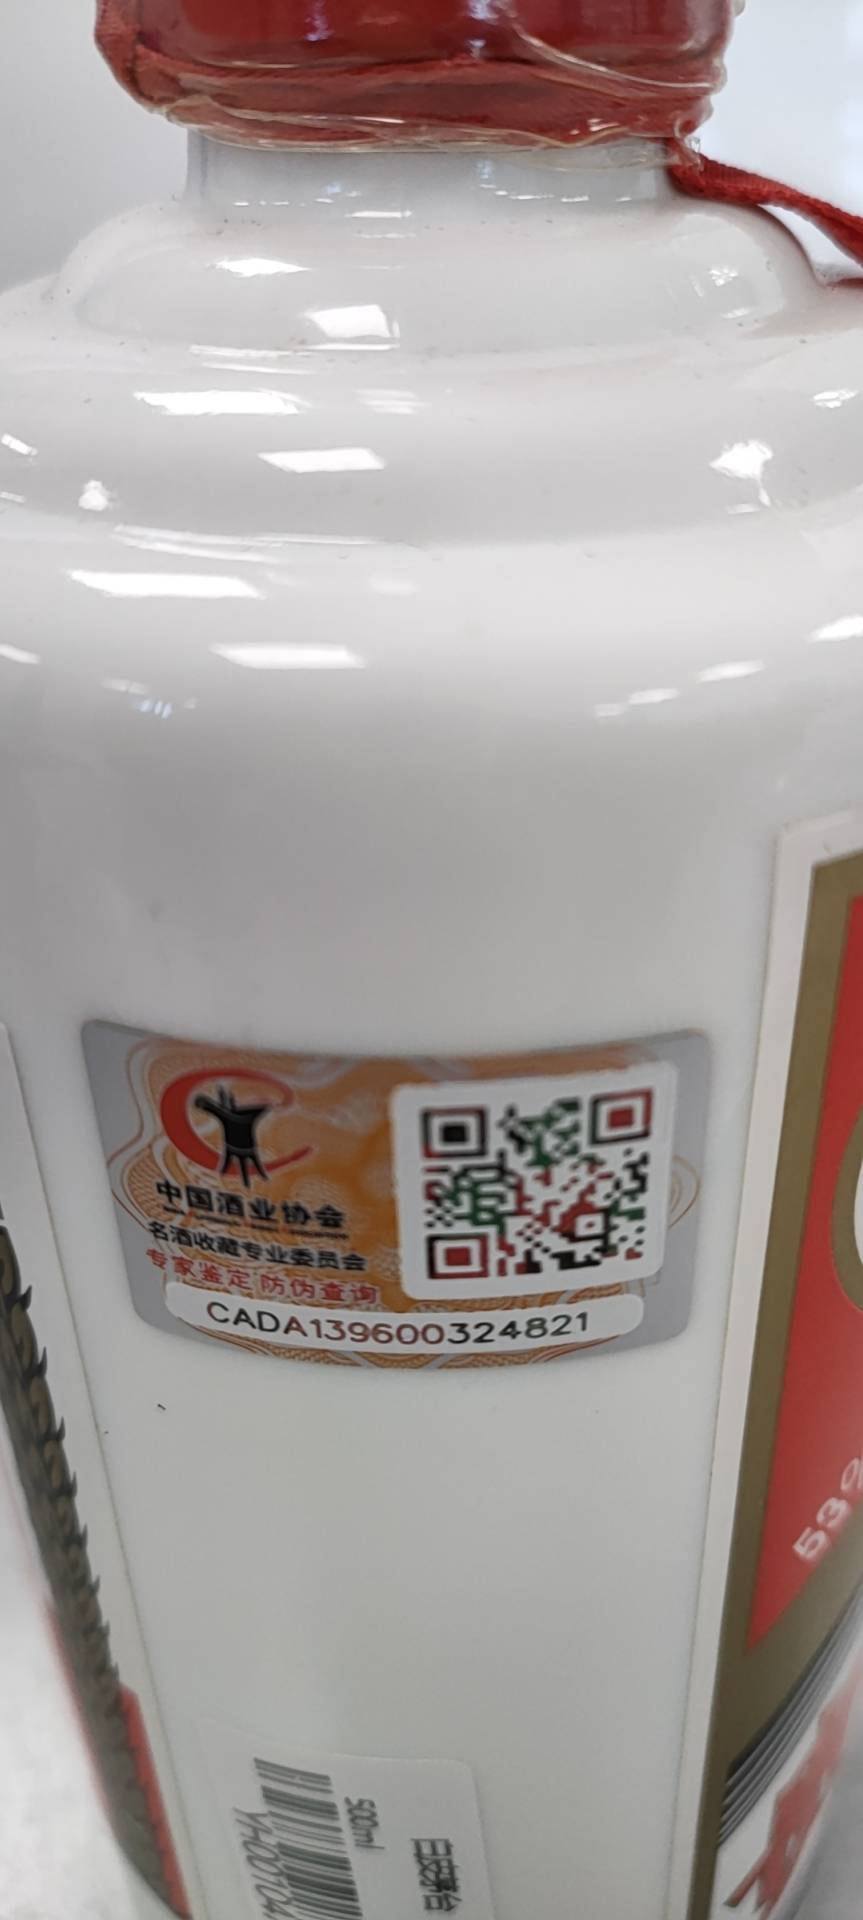 中国酒业协会
名酒收藏专业委员会
专家鉴定 防伪查询
CADA139600324821
53%
500ml